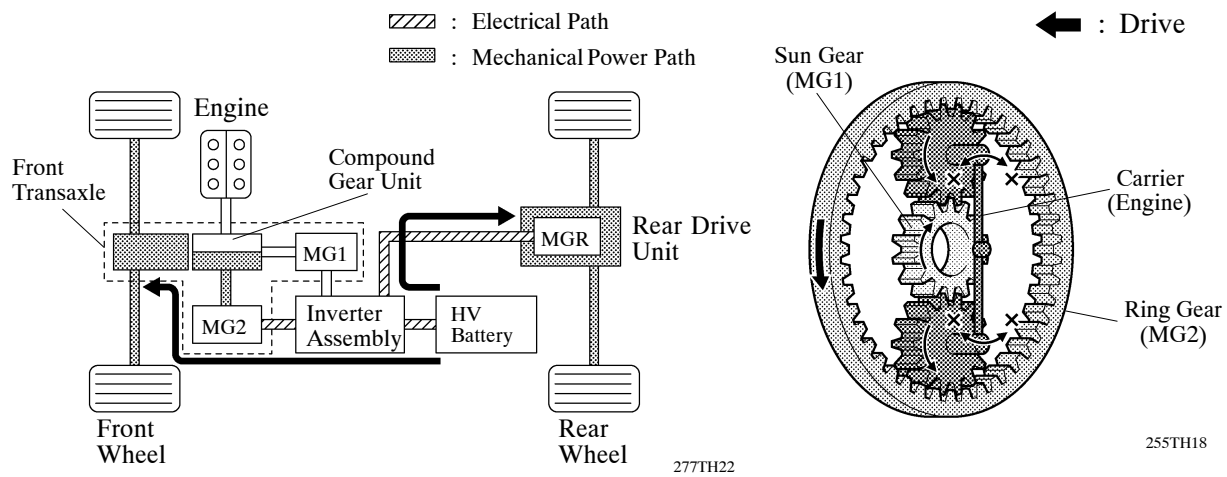 : Electrical Path
: Mechanical Power Path
: Drive
Engine
Front
Transaxle
Compound
Gear Unit
MG1
MG2
Inverter
Assembly
HV
Battery
MGR
Rear Drive
Unit
Front
Wheel
Rear
Wheel
277TH22
Sun Gear
(MG1)
Carrier
(Engine)
Ring Gear
(MG2)
255TH18